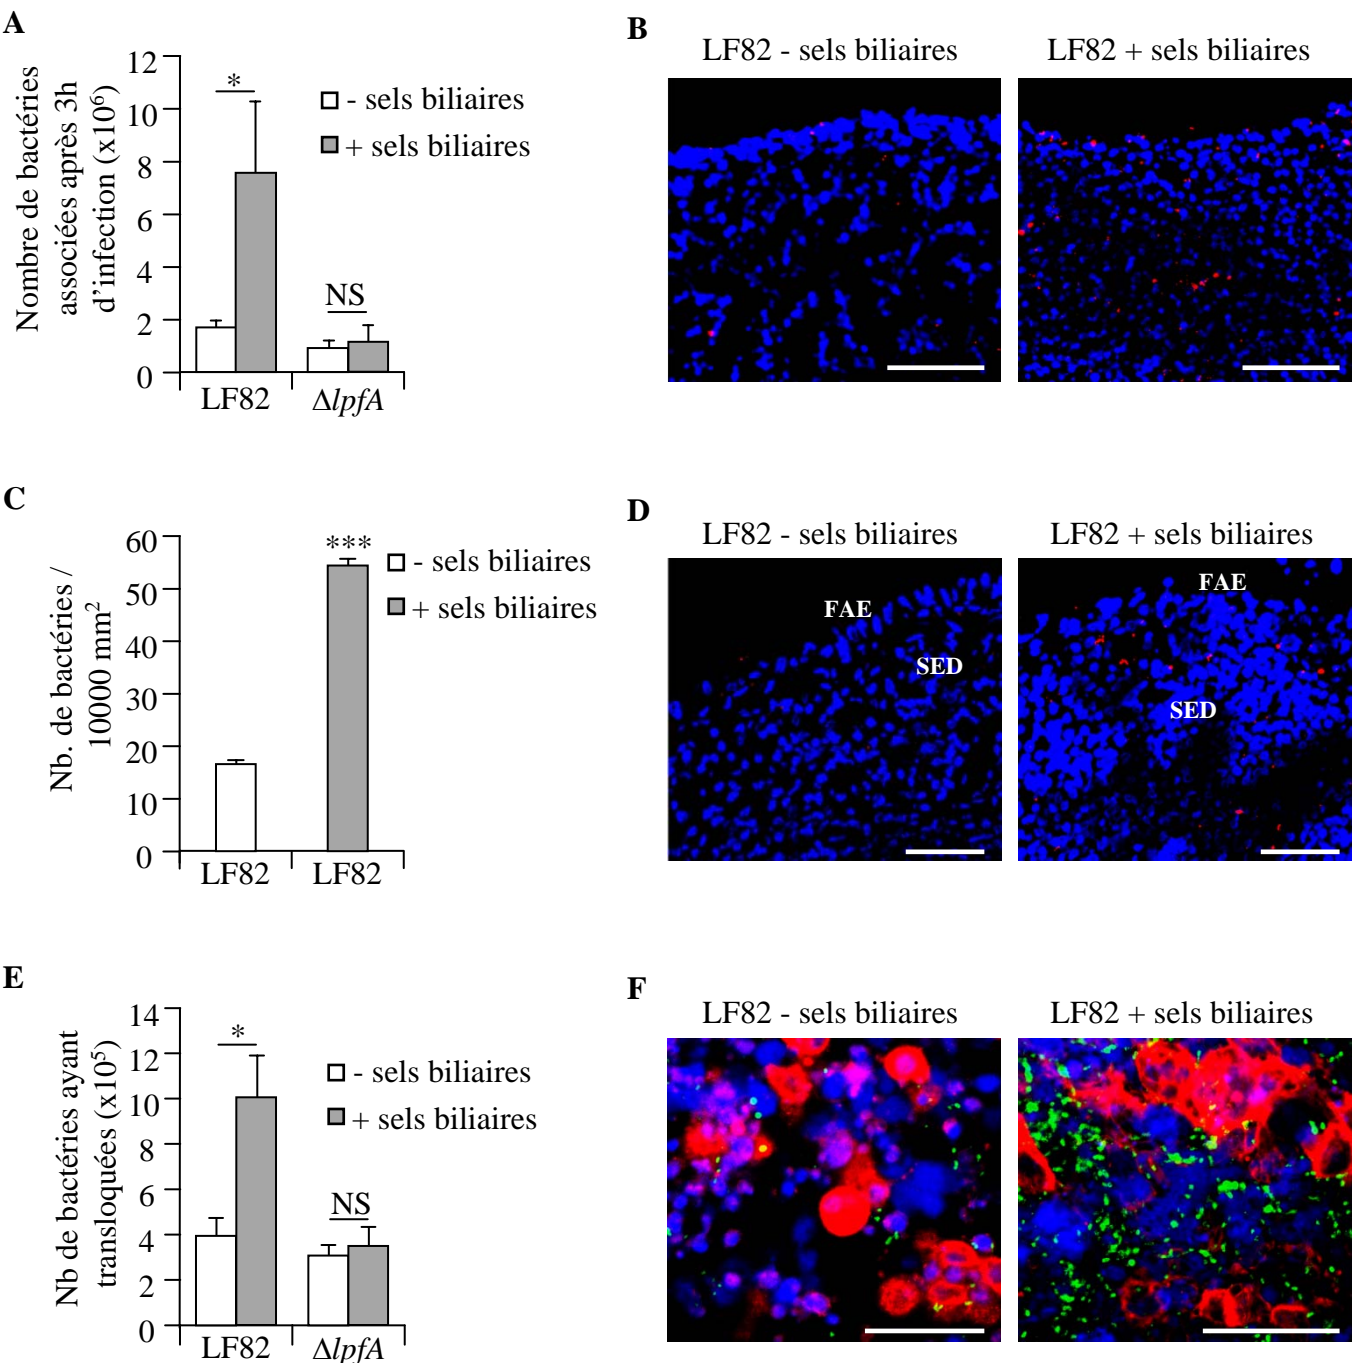 A
Nombre de bactéries
associées après 3h
d'infection (x10⁶)
12
10
8
6
4
2
0
*
NS
- sels biliaires
+ sels biliaires
LF82
ΔlpfA
B
LF82 - sels biliaires
LF82 + sels biliaires
C
Nb. de bactéries /
10000 mm²
60
50
40
30
20
10
0
***
- sels biliaires
+ sels biliaires
LF82
LF82
D
LF82 - sels biliaires
LF82 + sels biliaires
FAE
SED
FAE
SED
E
Nb de bactéries ayant
transloquées (x10⁵)
14
12
10
8
6
4
2
0
*
NS
- sels biliaires
+ sels biliaires
LF82
ΔlpfA
F
LF82 - sels biliaires
LF82 + sels biliaires